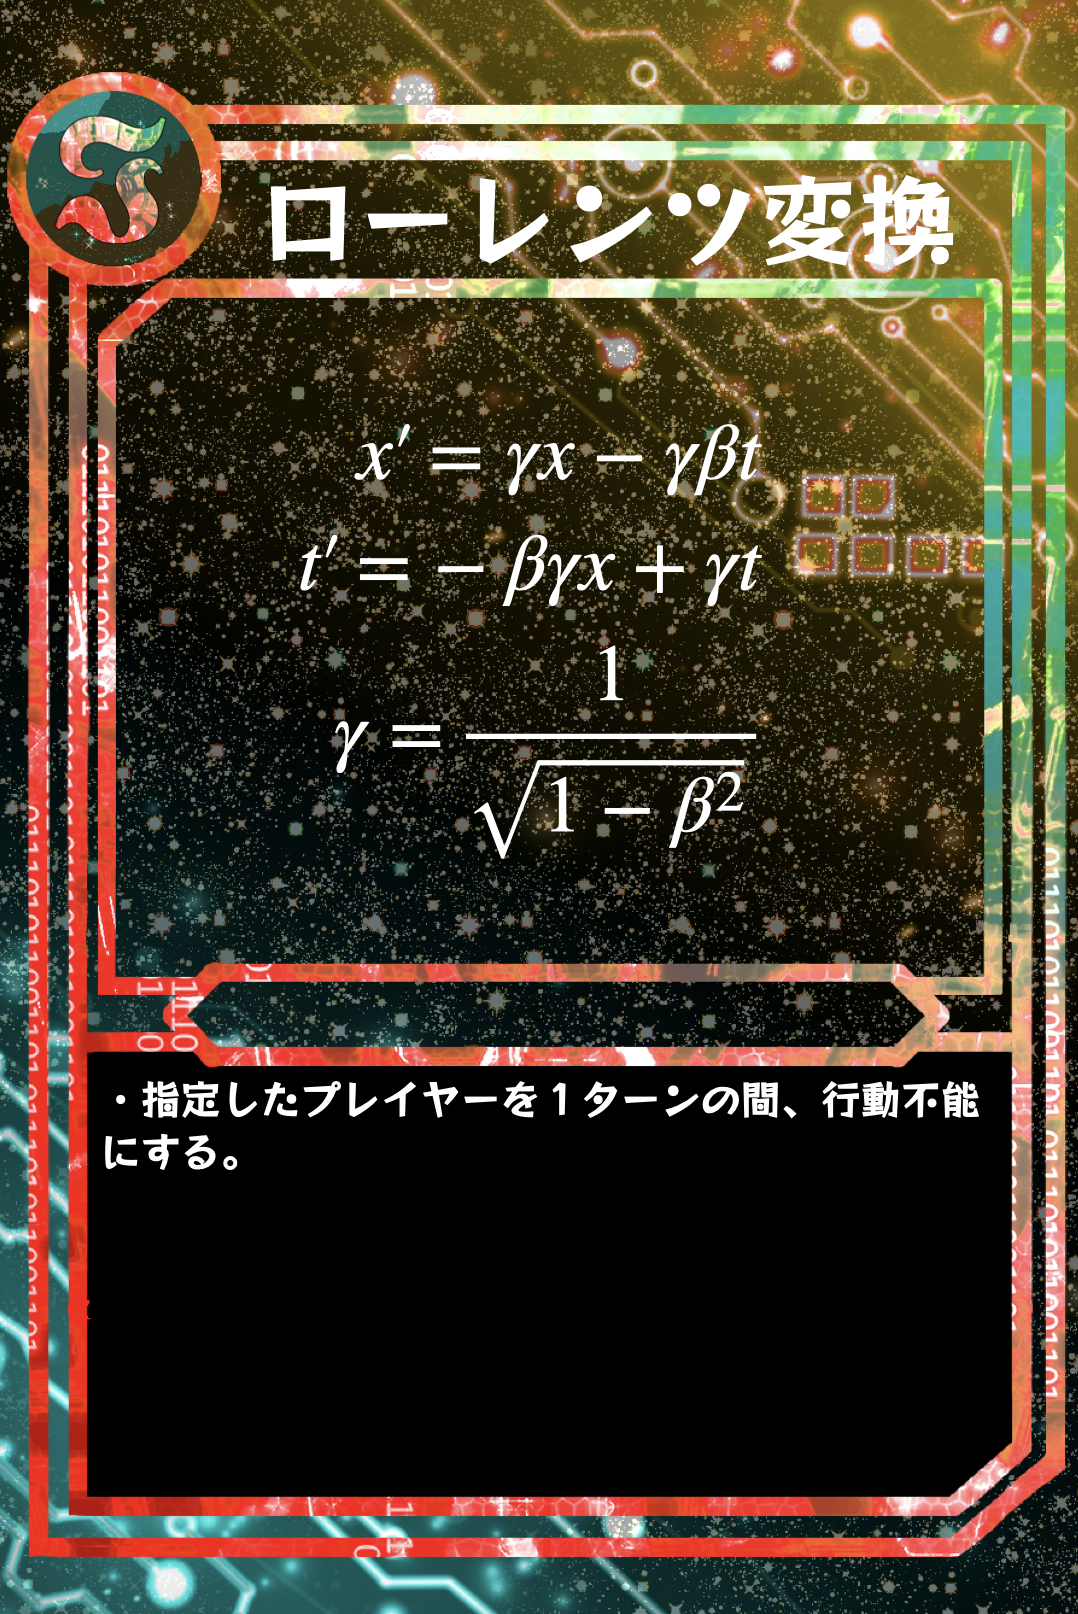 ローレンツ変換
x′ = γx − γβt
t′ = − βγx + γt
γ = 1 / √(1 − β²)
・指定したプレイヤーを１ターンの間、行動不能
にする。